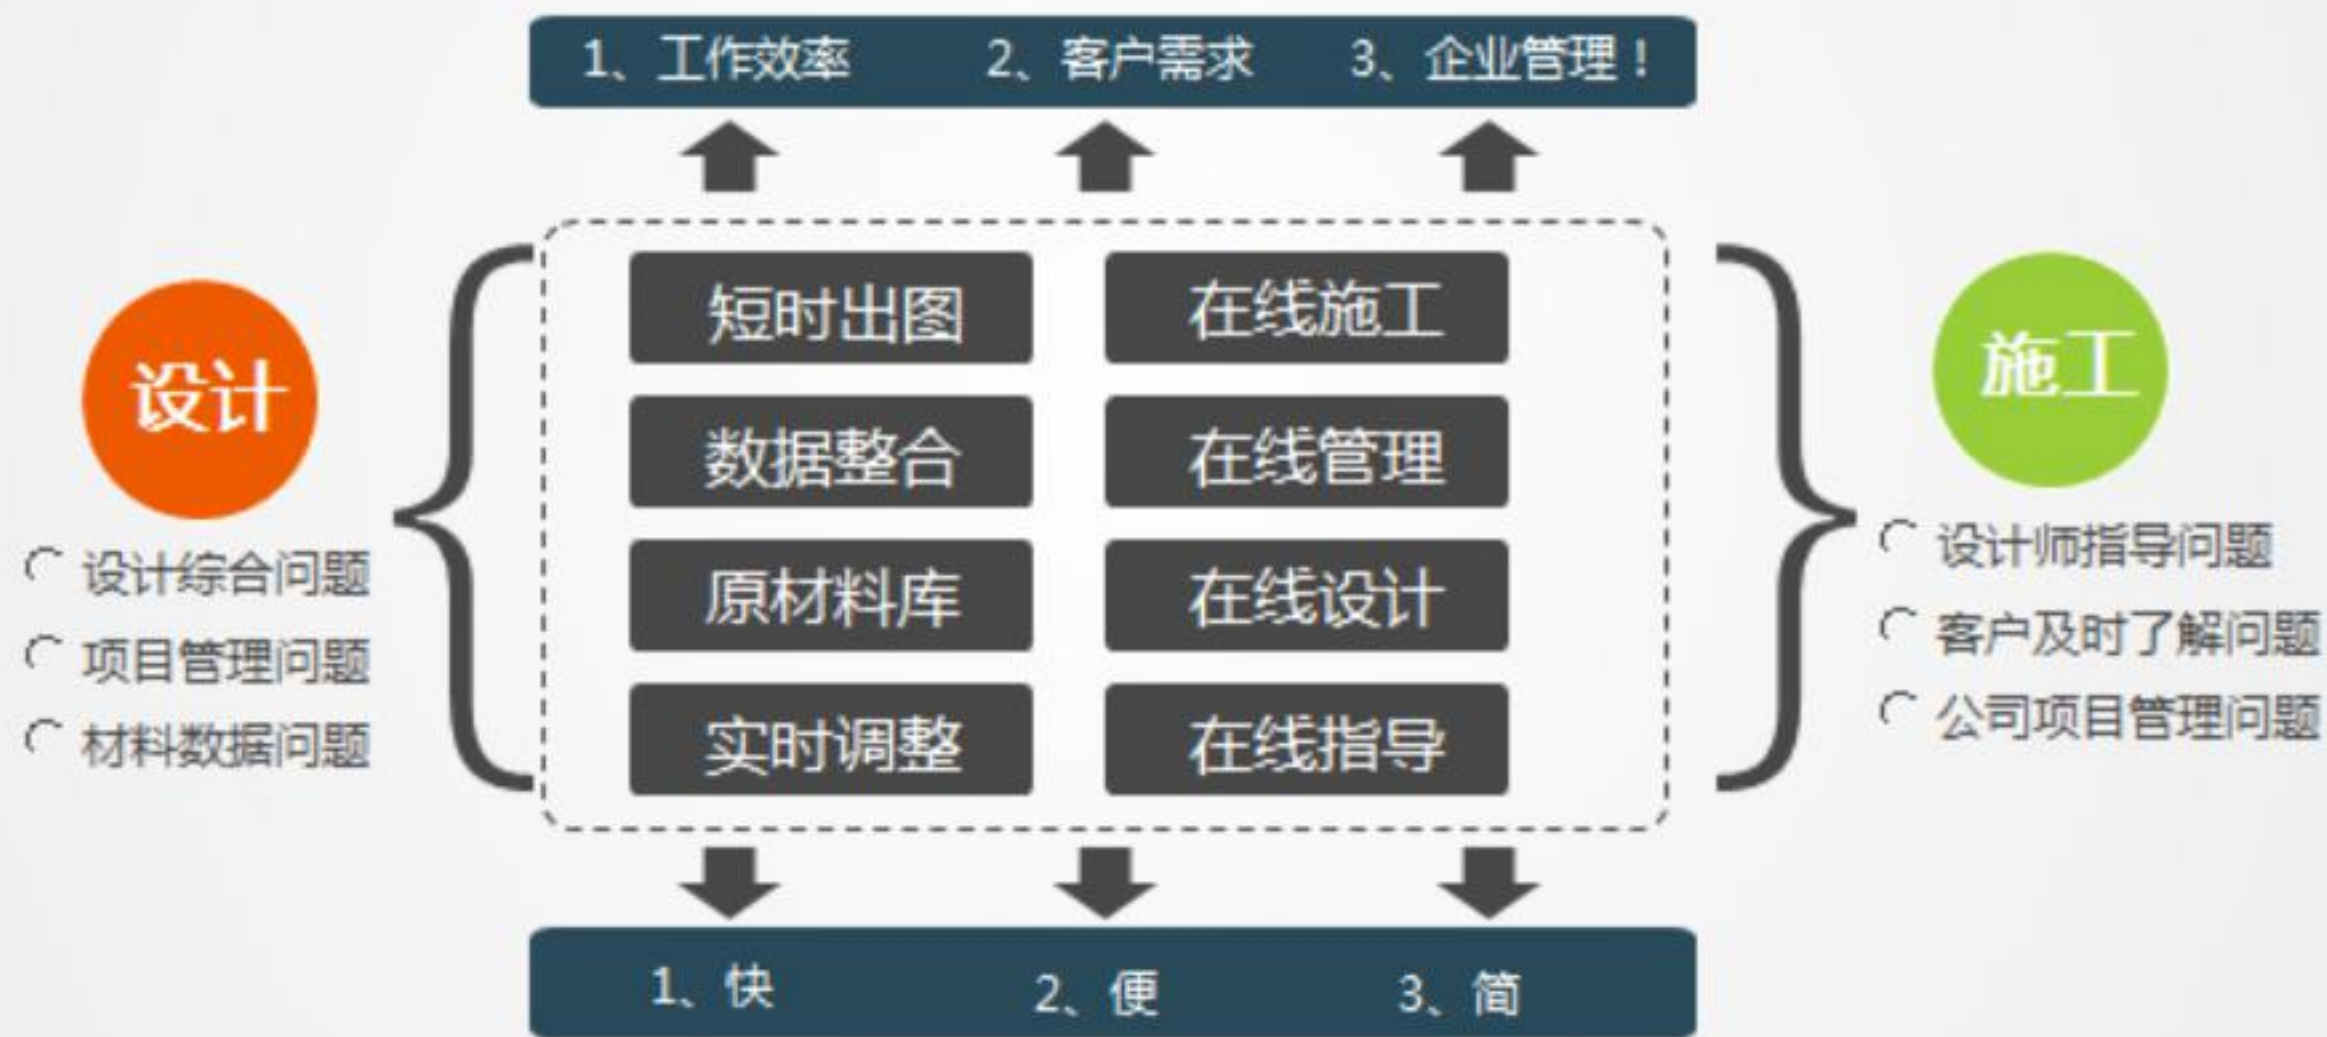 1、工作效率 2、客户需求 3、企业管理！
设计
设计综合问题
项目管理问题
材料数据问题
短时出图 在线施工
数据整合 在线管理
原材料库 在线设计
实时调整 在线指导
施工
设计师指导问题
客户及时了解问题
公司项目管理问题
1、快 2、便 3、简